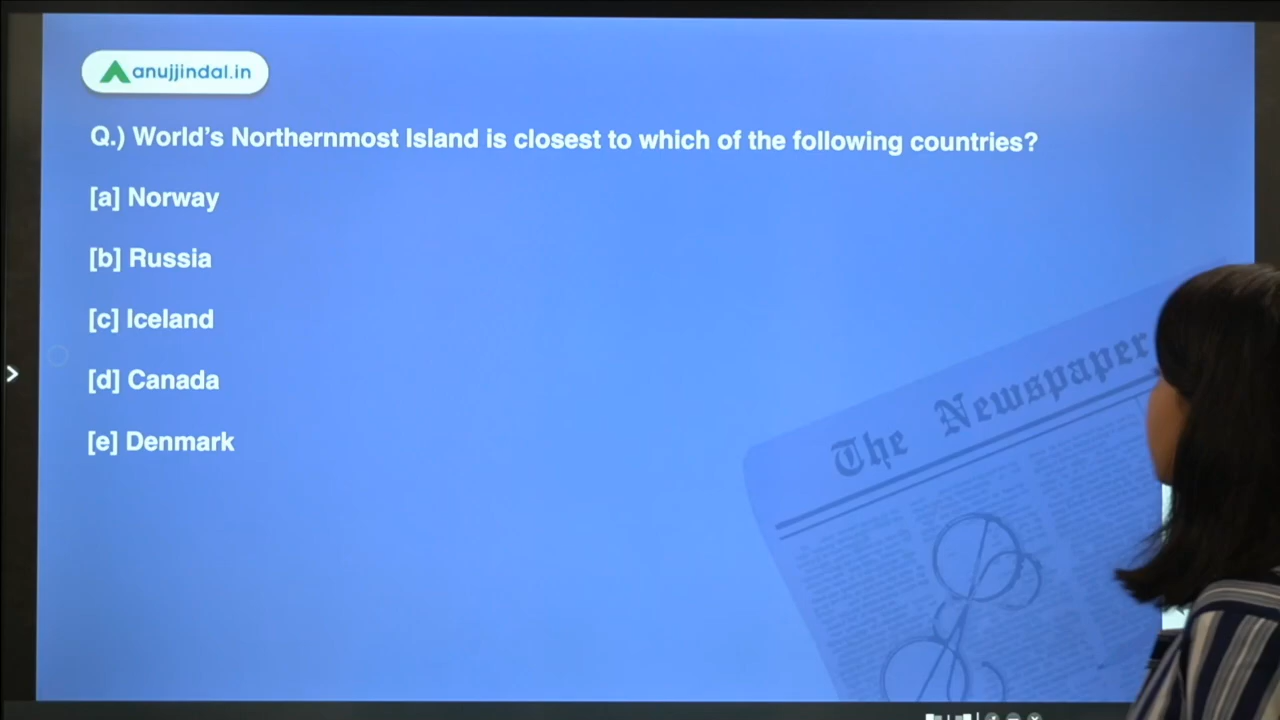 anujjindal.in
Q.) World's Northernmost Island is closest to which of the following countries?
[a] Norway
[b] Russia
[c] Iceland
[d] Canada
[e] Denmark
The Newspaper